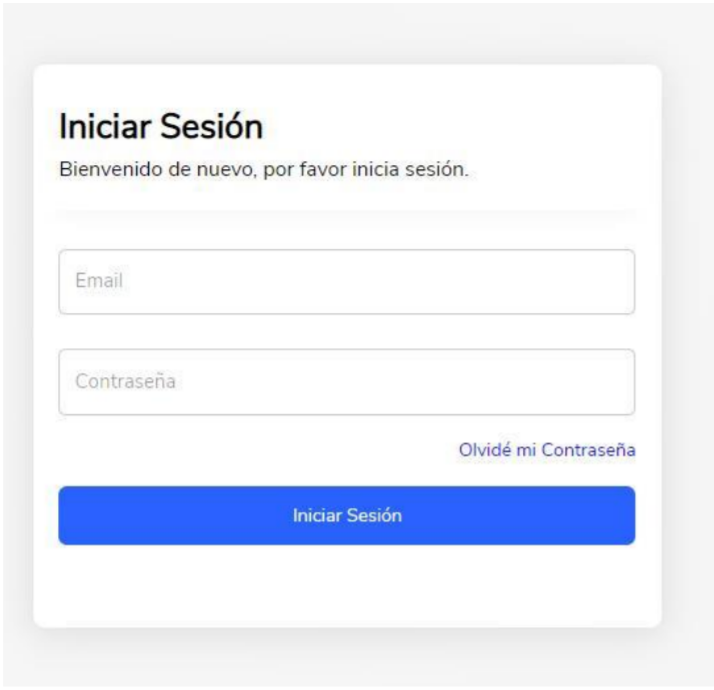 Iniciar Sesión
Bienvenido de nuevo, por favor inicia sesión.
Email
Contraseña
Olvidé mi Contraseña
Iniciar Sesión